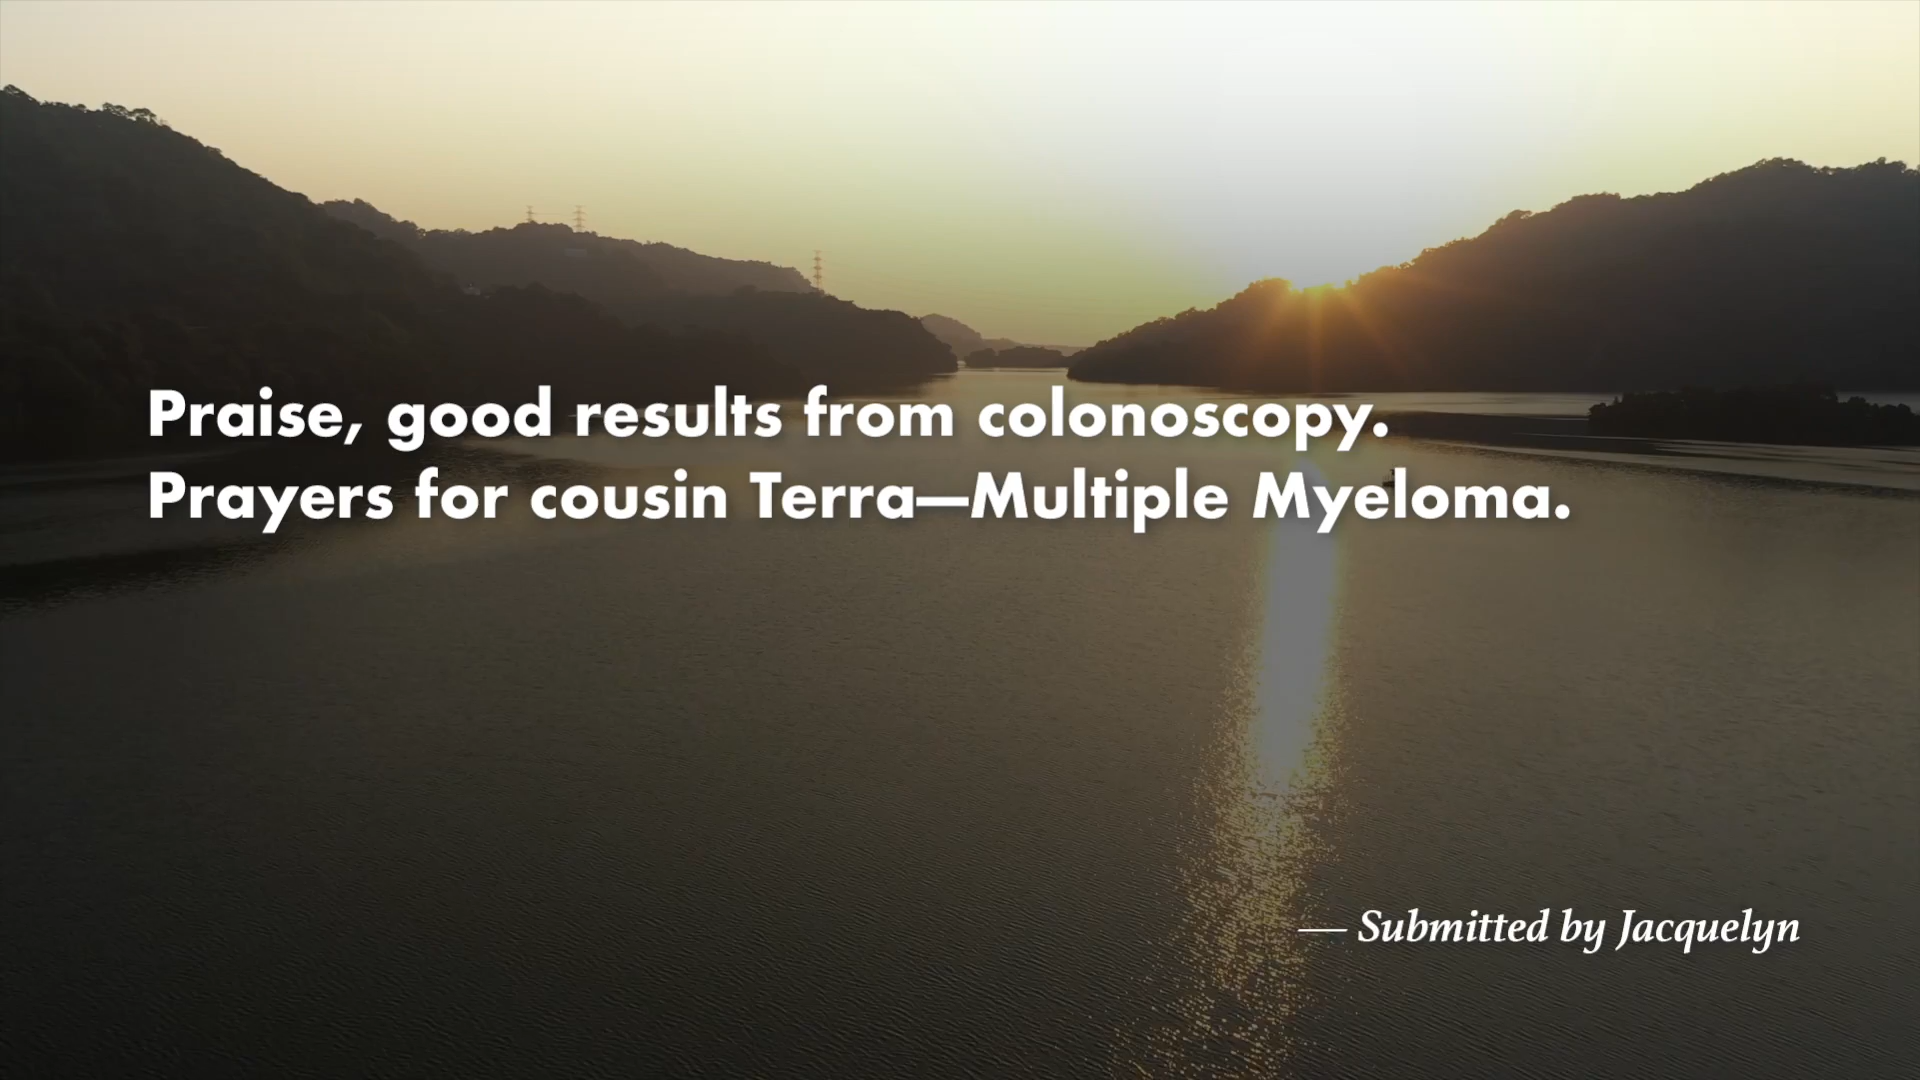 Praise, good results from colonoscopy.
Prayers for cousin Terra—Multiple Myeloma.
— Submitted by Jacquelyn